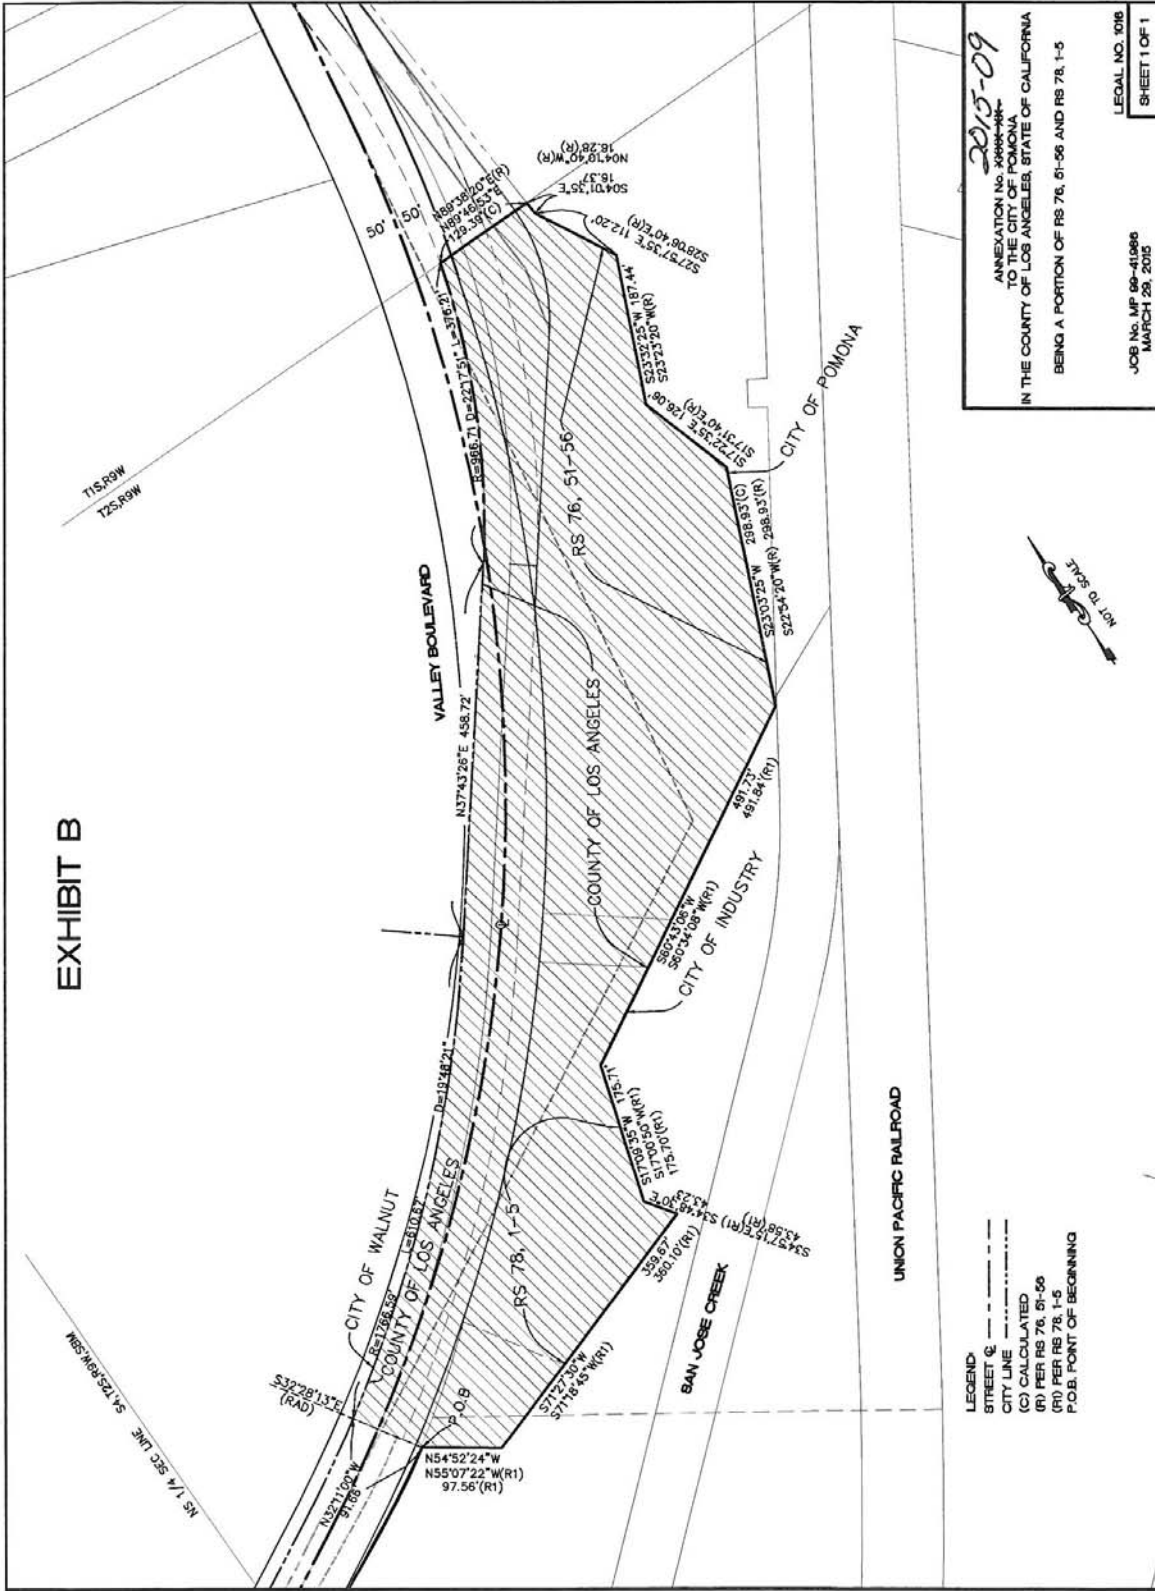 EXHIBIT B
NS 1/4 SEC LINE S4,T2S,R9W,SBM
T1S,R9W
T2S,R9W
VALLEY BOULEVARD
50' 50'
S32°28'13"E
(RAD)
CITY OF WALNUT
COUNTY OF LOS ANGELES
N32°11'00"W
91.66'
R=1766.59'
L=610.67'
D=19°48'21"
N37°43'26"E 458.72'
R=966.71 D=22°17'51" L=376.21'
N89°38'20"E(R)
N89°46'53"E
129.39'(C)
N04°10'40"W(R)
16.28'(R)
S04°01'35"E
16.37'
S27°57'35"E 112.20'
S28°06'40"E(R)
S23°32'25"W 187.44'
S23°23'20"W(R)
S17°22'35"E 126.06'
S17°31'40"E(R)
CITY OF POMONA
S23°03'25"W 298.93'(C)
S22°54'20"W(R) 298.93'(R)
RS 76, 51-56
COUNTY OF LOS ANGELES
491.73'
491.84'(R1)
S60°43'06"W
S60°34'08"W(R1)
CITY OF INDUSTRY
S17°09'35"W 175.71'
S17°00'50"W(R1)
175.70'(R1)
S34°48'30"E
43.23'
S34°57'15"E(R1)
43.58'(R1)
RS 78, 1-5
359.67'
360.10'(R1)
S71°27'30"W
S71°18'45"W(R1)
P.O.B
N54°52'24"W
N55°07'22"W(R1)
97.56'(R1)
SAN JOSE CREEK
UNION PACIFIC RAILROAD
NOT TO SCALE
LEGEND:
STREET ℄
CITY LINE
(C) CALCULATED
(R) PER RS 76, 51-56
(R1) PER RS 78, 1-5
P.O.B. POINT OF BEGINNING
2015-09
ANNEXATION No. XXXX-XX
TO THE CITY OF POMONA
IN THE COUNTY OF LOS ANGELES, STATE OF CALIFORNIA
BEING A PORTION OF RS 76, 51-56 AND RS 78, 1-5
LEGAL NO. 1016
JOB No. MP 99-41986
MARCH 29, 2015
SHEET 1 OF 1